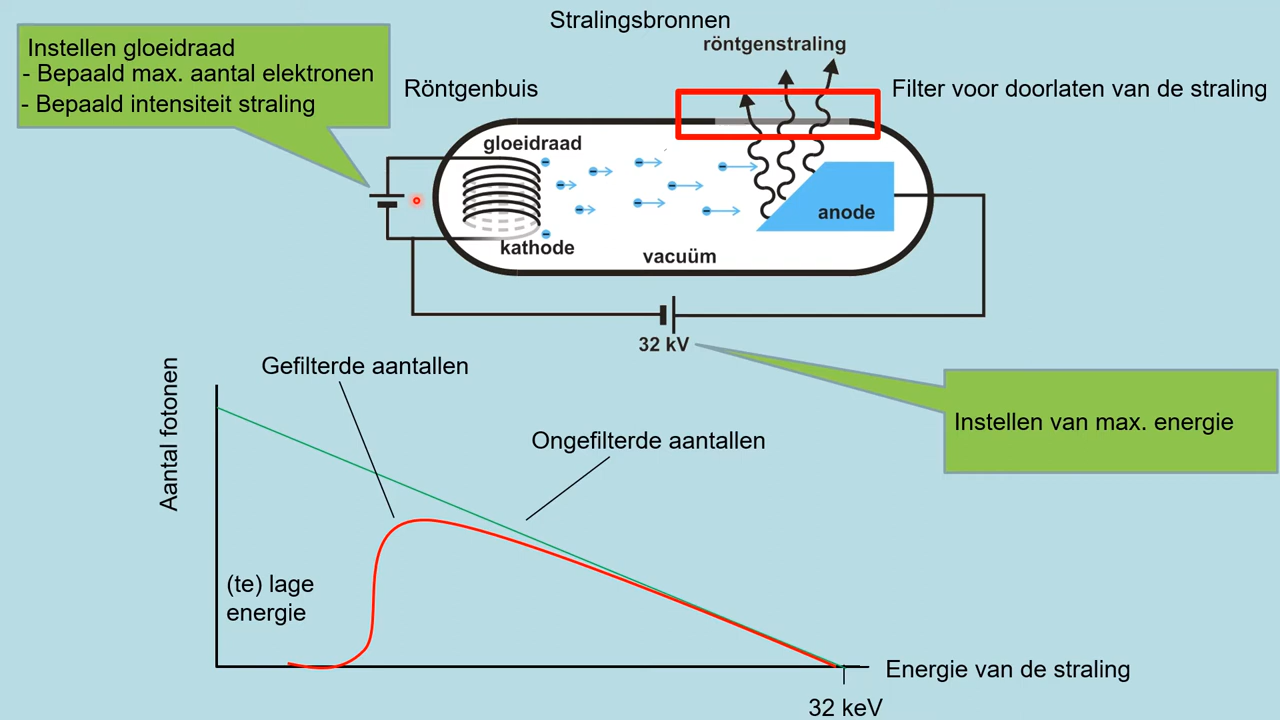 Stralingsbronnen
Instellen gloeidraad
- Bepaald max. aantal elektronen
- Bepaald intensiteit straling
röntgenstraling
Röntgenbuis
Filter voor doorlaten van de straling
gloeidraad
anode
kathode
vacuüm
32 kV
Instellen van max. energie
Gefilterde aantallen
Ongefilterde aantallen
Aantal fotonen
(te) lage
energie
Energie van de straling
32 keV